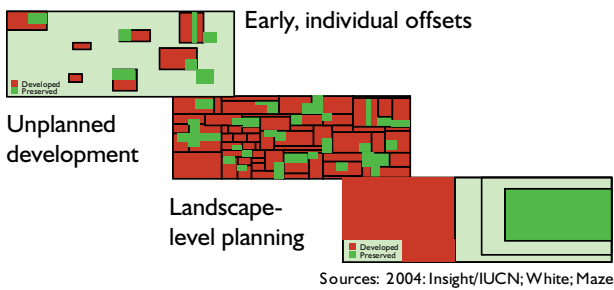 Early, individual offsets
Developed
Preserved
Unplanned
development
Landscape-
level planning
Developed
Preserved
Sources: 2004: Insight/IUCN; White; Maze